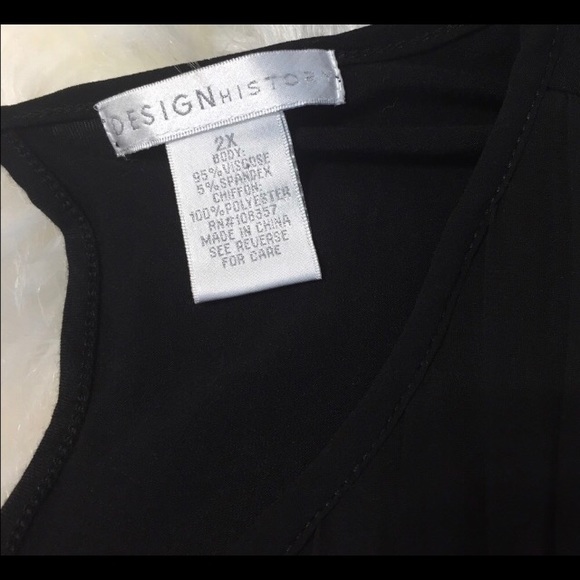 DESIGNHISTORY
2X
BODY:
95%VISCOSE
5%SPANDEX
CHIFFON:
100%POLYESTER
RN#108357
MADE IN CHINA
SEE REVERSE
FOR CARE